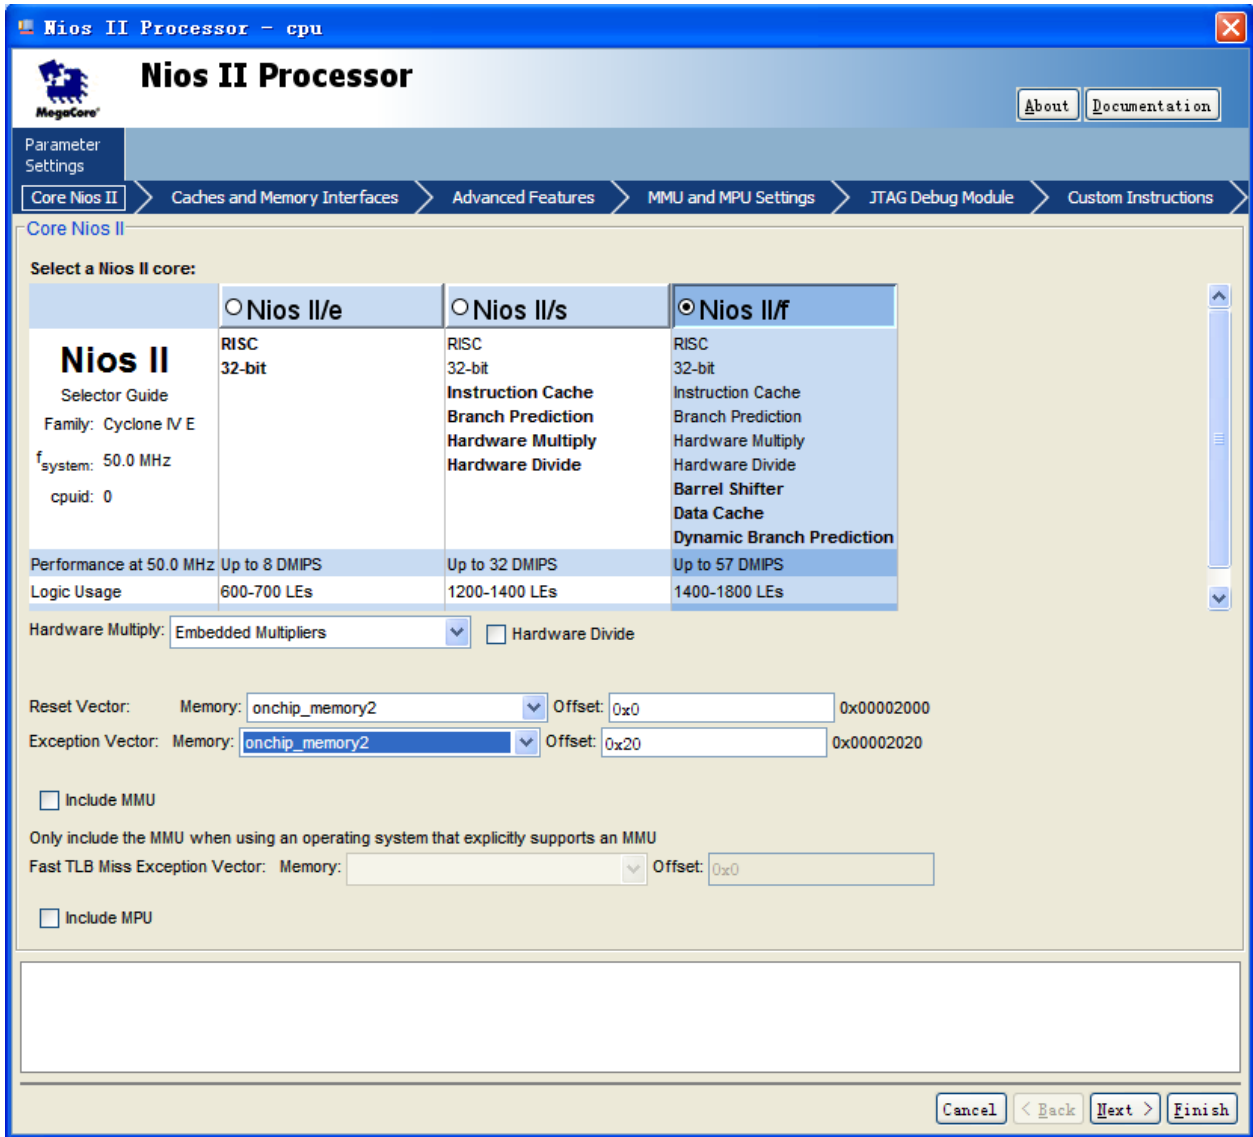 Nios II Processor - cpu
MegaCore®
Nios II Processor
About
Documentation
Parameter
Settings
Core Nios II
Caches and Memory Interfaces
Advanced Features
MMU and MPU Settings
JTAG Debug Module
Custom Instructions
Core Nios II
Select a Nios II core:
Nios II/e
Nios II/s
Nios II/f
Nios II
Selector Guide
Family: Cyclone IV E
fsystem: 50.0 MHz
cpuid: 0
RISC
32-bit
RISC
32-bit
Instruction Cache
Branch Prediction
Hardware Multiply
Hardware Divide
RISC
32-bit
Instruction Cache
Branch Prediction
Hardware Multiply
Hardware Divide
Barrel Shifter
Data Cache
Dynamic Branch Prediction
Performance at 50.0 MHz Up to 8 DMIPS Up to 32 DMIPS Up to 57 DMIPS
Logic Usage 600-700 LEs 1200-1400 LEs 1400-1800 LEs
Hardware Multiply: Embedded Multipliers Hardware Divide
Reset Vector: Memory: onchip_memory2 Offset: 0x0 0x00002000
Exception Vector: Memory: onchip_memory2 Offset: 0x20 0x00002020
Include MMU
Only include the MMU when using an operating system that explicitly supports an MMU
Fast TLB Miss Exception Vector: Memory: Offset: 0x0
Include MPU
Cancel < Back Next > Finish